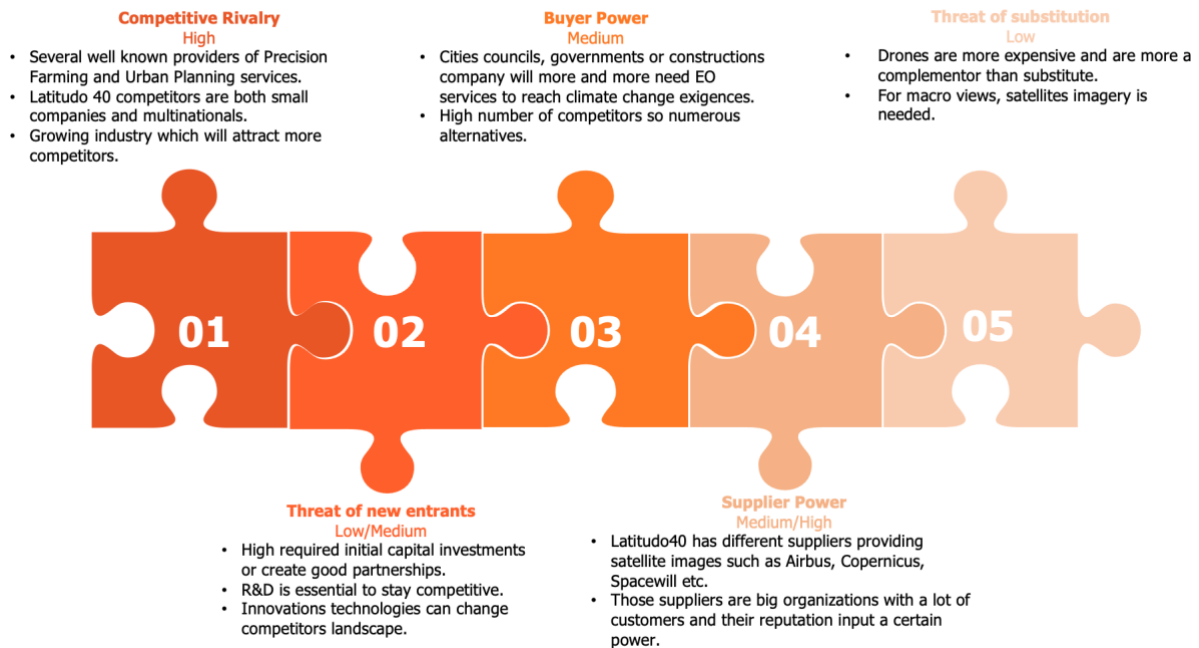 Competitive Rivalry
High
• Several well known providers of Precision
Farming and Urban Planning services.
• Latitudo 40 competitors are both small
companies and multinationals.
• Growing industry which will attract more
competitors.
Buyer Power
Medium
• Cities councils, governments or constructions
company will more and more need EO
services to reach climate change exigences.
• High number of competitors so numerous
alternatives.
Threat of substitution
Low
• Drones are more expensive and are more a
complementor than substitute.
• For macro views, satellites imagery is
needed.
01
02
03
04
05
Threat of new entrants
Low/Medium
• High required initial capital investments
or create good partnerships.
• R&D is essential to stay competitive.
• Innovations technologies can change
competitors landscape.
Supplier Power
Medium/High
• Latitudo40 has different suppliers providing
satellite images such as Airbus, Copernicus,
Spacewill etc.
• Those suppliers are big organizations with a lot of
customers and their reputation input a certain
power.